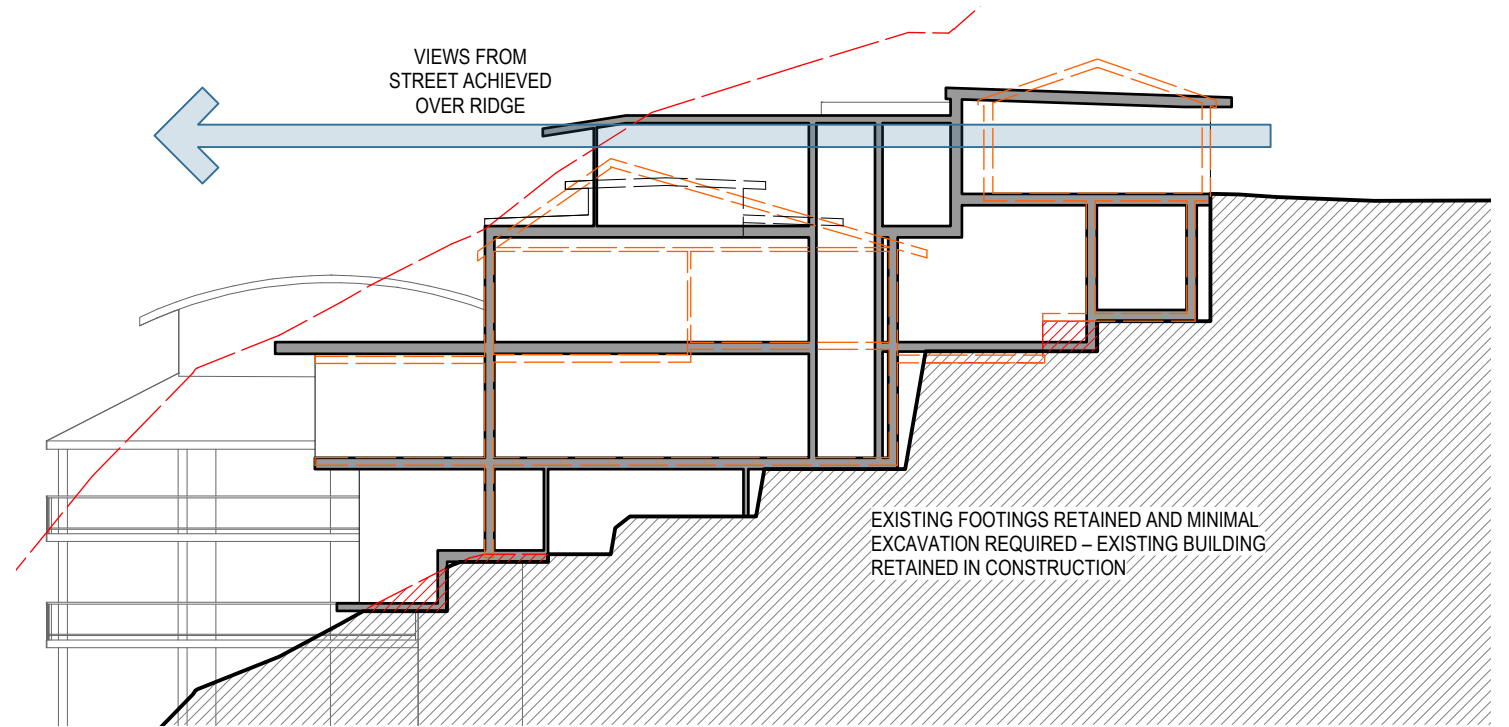 VIEWS FROM
STREET ACHIEVED
OVER RIDGE
EXISTING FOOTINGS RETAINED AND MINIMAL
EXCAVATION REQUIRED – EXISTING BUILDING
RETAINED IN CONSTRUCTION